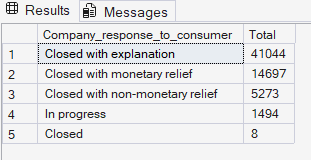 Results Messages
Company_response_to_consumer Total
1 Closed with explanation 41044
2 Closed with monetary relief 14697
3 Closed with non-monetary relief 5273
4 In progress 1494
5 Closed 8